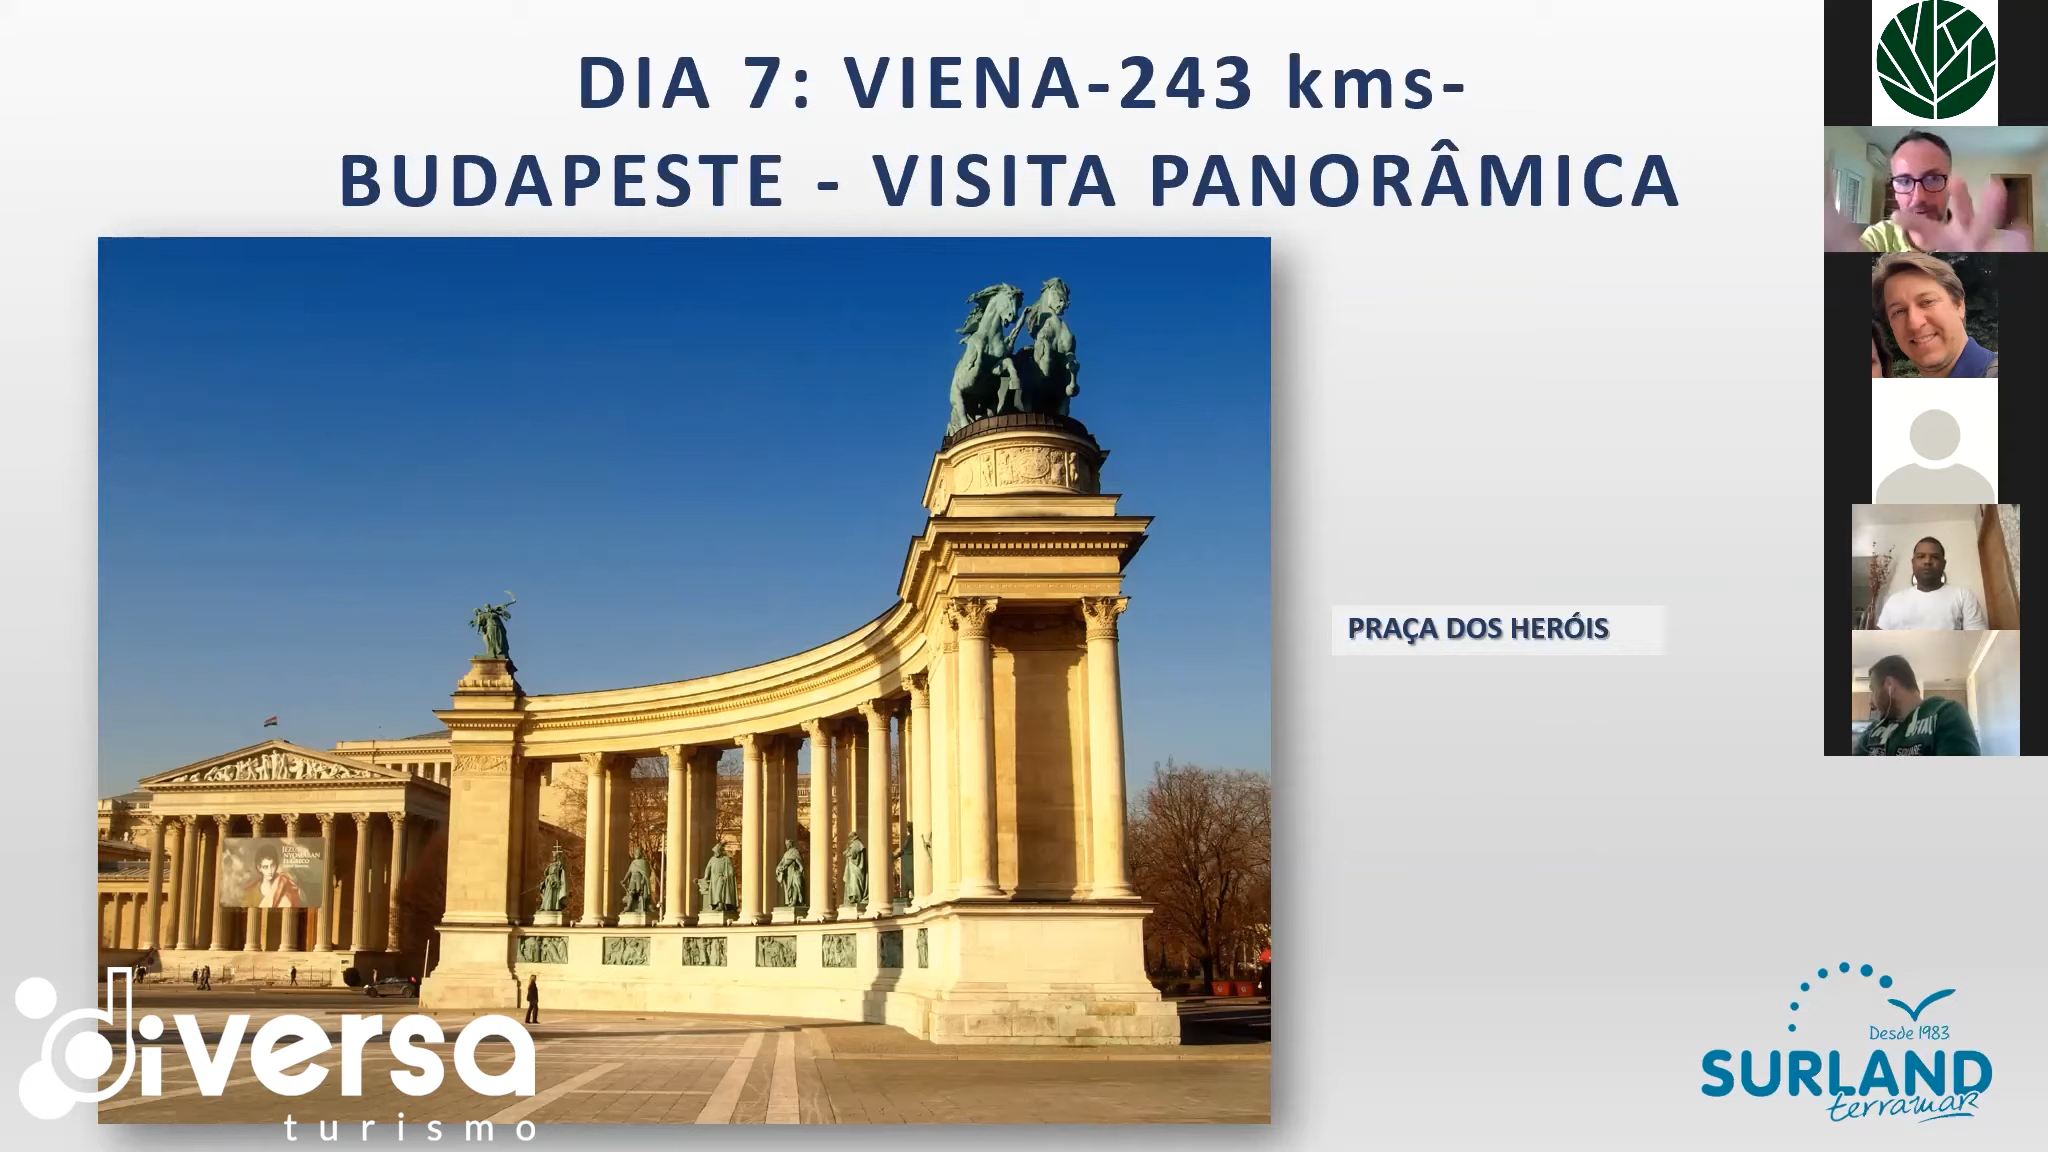 DIA 7: VIENA-243 kms-
BUDAPESTE - VISITA PANORÂMICA
PRAÇA DOS HERÓIS
diversa
turismo
Desde 1983
SURLAND
terramar